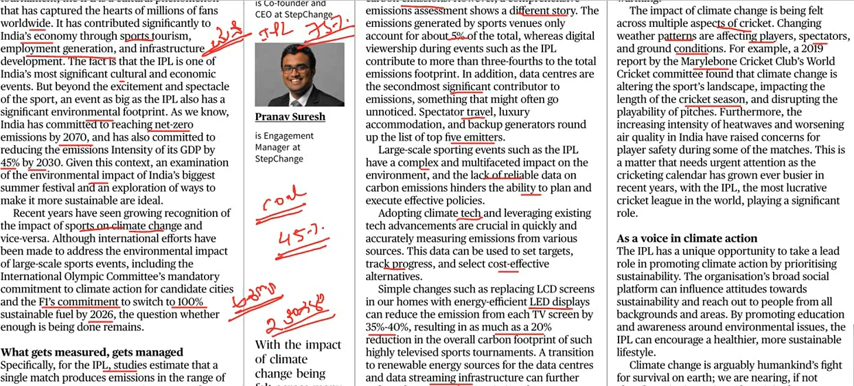 that has captured the hearts of millions of fans
worldwide. It has contributed significantly to
India's economy through sports tourism,
employment generation, and infrastructure
development. The fact is that the IPL is one of
India's most significant cultural and economic
events. But beyond the excitement and spectacle
of the sport, an event as big as the IPL also has a
significant environmental footprint. As we know,
India has committed to reaching net-zero
emissions by 2070, and has also committed to
reducing the emissions Intensity of its GDP by
45% by 2030. Given this context, an examination
of the environmental impact of India's biggest
summer festival and an exploration of ways to
make it more sustainable are ideal.
Recent years have seen growing recognition of
the impact of sports on climate change and
vice-versa. Although international efforts have
been made to address the environmental impact
of large-scale sports events, including the
International Olympic Committee's mandatory
commitment to climate action for candidate cities
and the F1's commitment to switch to 100%
sustainable fuel by 2026, the question whether
enough is being done remains.
What gets measured, gets managed
Specifically, for the IPL, studies estimate that a
single match produces emissions in the range of
is Co-founder and
CEO at StepChange
IPL 75%
Pranav Suresh
is Engagement
Manager at
StepChange
coal
45%
With the impact
of climate
change being
emissions assessment shows a different story. The
emissions generated by sports venues only
account for about 5% of the total, whereas digital
viewership during events such as the IPL
contribute to more than three-fourths to the total
emissions footprint. In addition, data centres are
the secondmost significant contributor to
emissions, something that might often go
unnoticed. Spectator travel, luxury
accommodation, and backup generators round
up the list of top five emitters.
Large-scale sporting events such as the IPL
have a complex and multifaceted impact on the
environment, and the lack of reliable data on
carbon emissions hinders the ability to plan and
execute effective policies.
Adopting climate tech and leveraging existing
tech advancements are crucial in quickly and
accurately measuring emissions from various
sources. This data can be used to set targets,
track progress, and select cost-effective
alternatives.
Simple changes such as replacing LCD screens
in our homes with energy-efficient LED displays
can reduce the emission from each TV screen by
35%-40%, resulting in as much as a 20%
reduction in the overall carbon footprint of such
highly televised sports tournaments. A transition
to renewable energy sources for the data centres
and data streaming infrastructure can further
The impact of climate change is being felt
across multiple aspects of cricket. Changing
weather patterns are affecting players, spectators,
and ground conditions. For example, a 2019
report by the Marylebone Cricket Club's World
Cricket committee found that climate change is
altering the sport's landscape, impacting the
length of the cricket season, and disrupting the
playability of pitches. Furthermore, the
increasing intensity of heatwaves and worsening
air quality in India have raised concerns for
player safety during some of the matches. This is
a matter that needs urgent attention as the
cricketing calendar has grown ever busier in
recent years, with the IPL, the most lucrative
cricket league in the world, playing a significant
role.
As a voice in climate action
The IPL has a unique opportunity to take a lead
role in promoting climate action by prioritising
sustainability. The organisation's broad social
platform can influence attitudes towards
sustainability and reach out to people from all
backgrounds and areas. By promoting education
and awareness around environmental issues, the
IPL can encourage a healthier, more sustainable
lifestyle.
Climate change is arguably humankind's fight
for survival on earth; we are nearing, if not